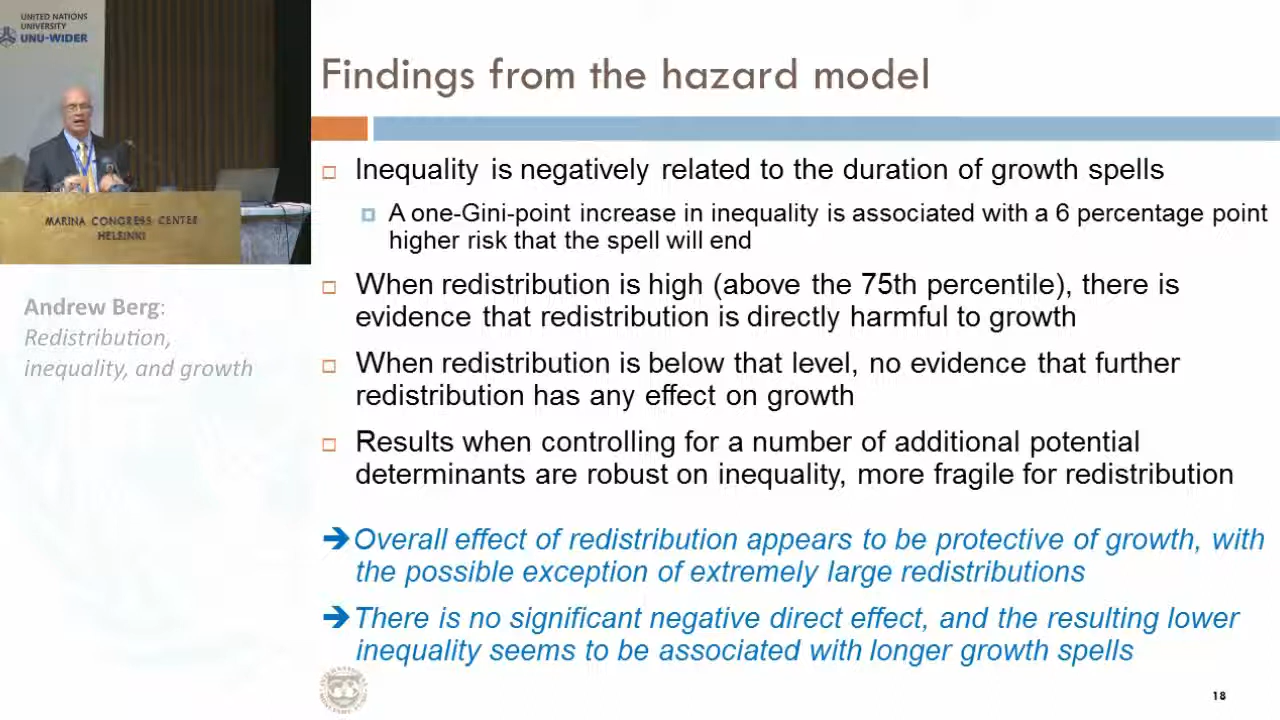 UNITED NATIONS
UNIVERSITY
UNU-WIDER
MARINA CONGRESS CENTER
HELSINKI
Andrew Berg:
Redistribution,
inequality, and growth
Findings from the hazard model
Inequality is negatively related to the duration of growth spells
A one-Gini-point increase in inequality is associated with a 6 percentage point
higher risk that the spell will end
When redistribution is high (above the 75th percentile), there is
evidence that redistribution is directly harmful to growth
When redistribution is below that level, no evidence that further
redistribution has any effect on growth
Results when controlling for a number of additional potential
determinants are robust on inequality, more fragile for redistribution
➔Overall effect of redistribution appears to be protective of growth, with
the possible exception of extremely large redistributions
➔There is no significant negative direct effect, and the resulting lower
inequality seems to be associated with longer growth spells
18